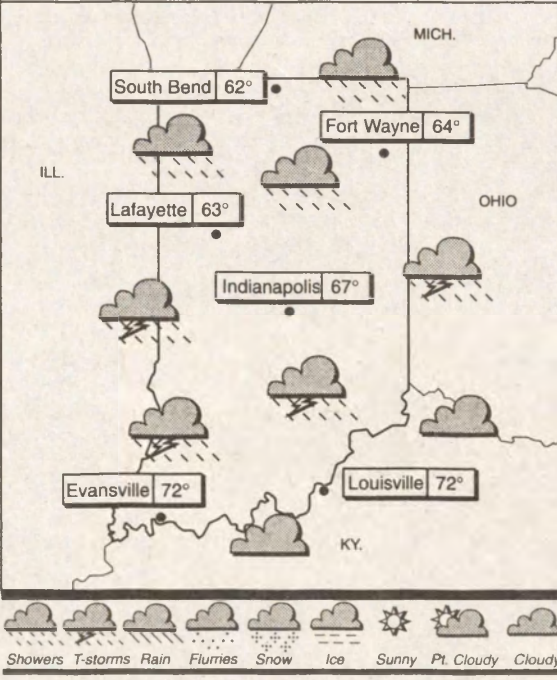 MICH.
South Bend 62°
Fort Wayne 64°
ILL.
OHIO
Lafayette 63°
Indianapolis 67°
Evansville 72°
Louisville 72°
KY.
Showers T-storms Rain Flurries Snow Ice Sunny Pt. Cloudy Cloudy